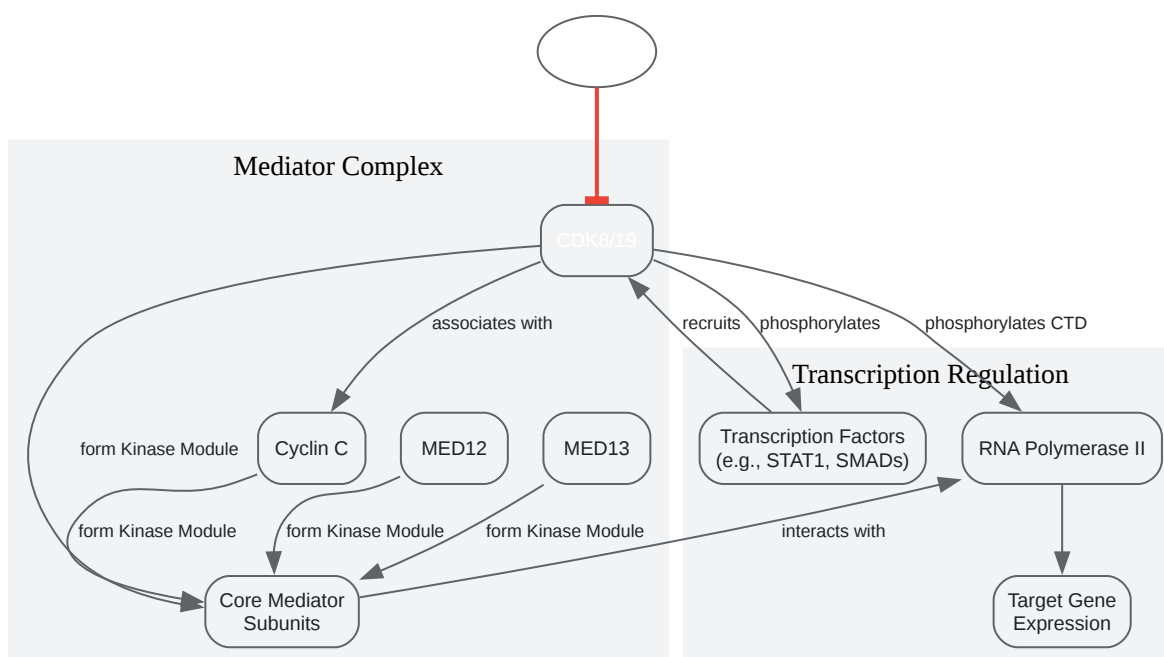 Mediator Complex
CDK8/19
associates with
recruits
phosphorylates
phosphorylates CTD
Transcription Regulation
form Kinase Module
Cyclin C
MED12
MED13
Transcription Factors
(e.g., STAT1, SMADs)
RNA Polymerase II
form Kinase Module
form Kinase Module
form Kinase Module
interacts with
Core Mediator
Subunits
Target Gene
Expression